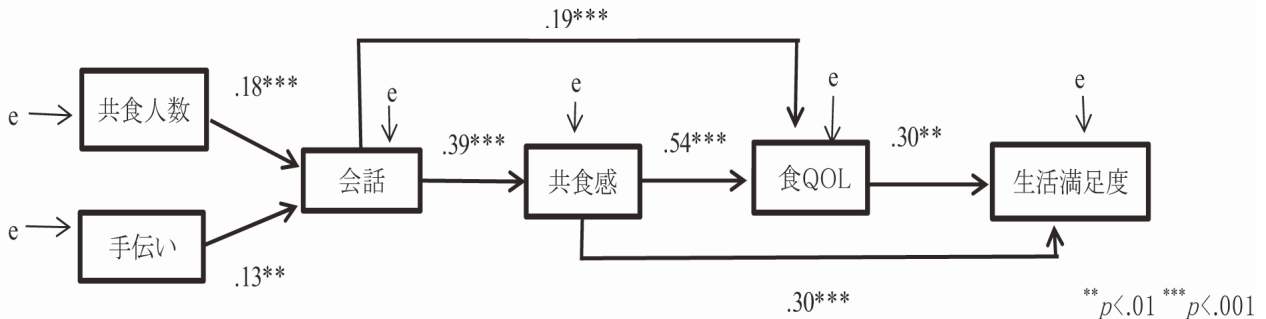 .19***
e
共食人数
.18***
e
e
e
会話
.39***
共食感
.54***
食QOL
.30**
e
生活満足度
e
手伝い
.13**
.30***
**p<.01 ***p<.001